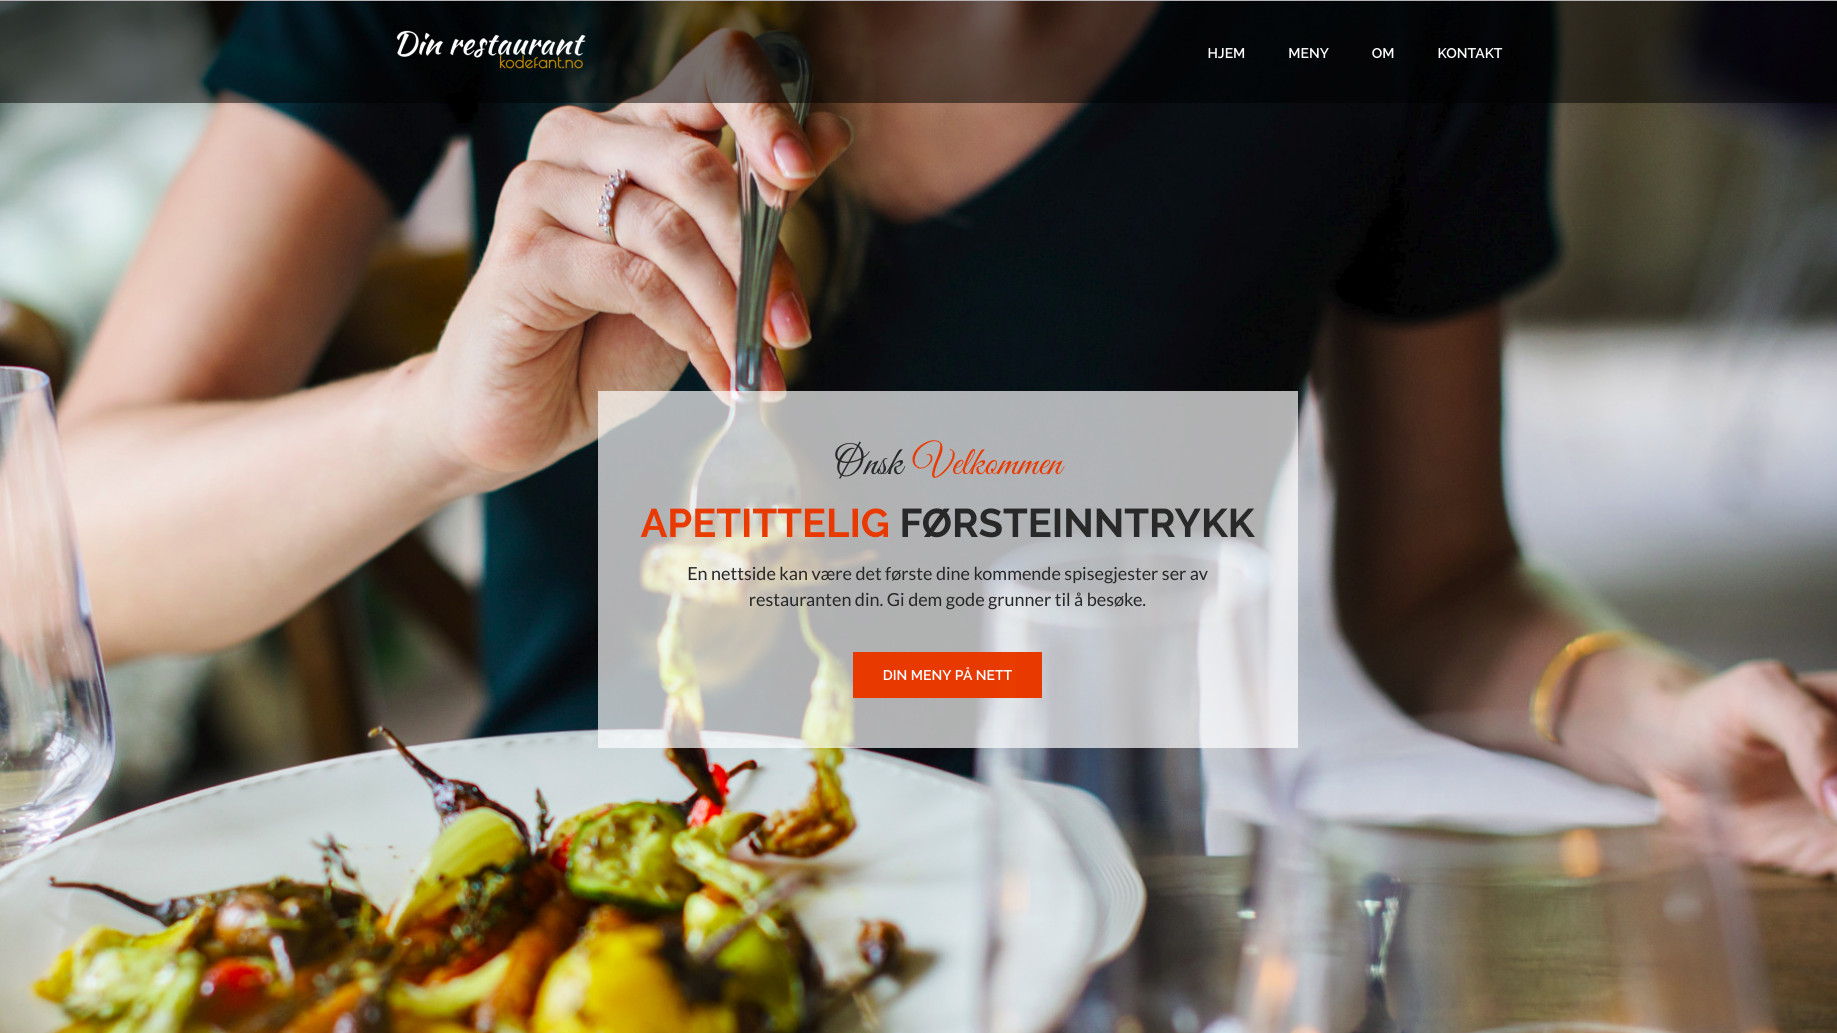 Din restaurant
kodefant.no
HJEM MENY OM KONTAKT
Ønsk Velkommen
APETITTELIG FØRSTEINNTRYKK
En nettside kan være det første dine kommende spisegjester ser av
restauranten din. Gi dem gode grunner til å besøke.
DIN MENY PÅ NETT